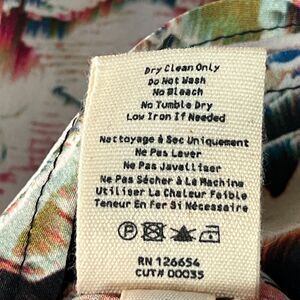 Dry Clean Only
Do Not Wash
No Bleach
No Tumble Dry
Low Iron If Needed
Nettoyage à Sec Uniquement
Ne Pas Laver
Ne Pas Javalliser
Ne Pas Sécher à La Machine
Utiliser La Chaleur Faible
Teneur En Fer Si Nécessaire
P
RN 126654
CUT# 00035